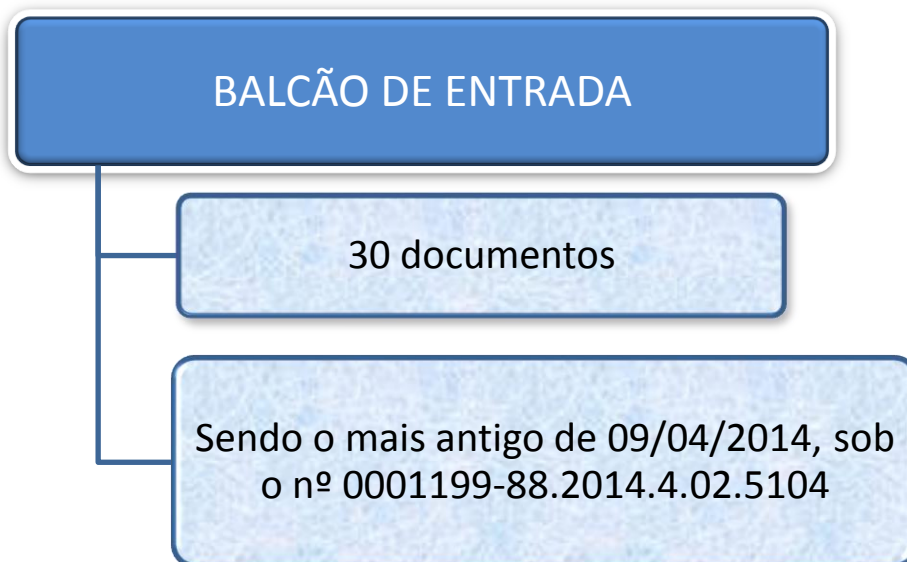 BALCÃO DE ENTRADA
30 documentos
Sendo o mais antigo de 09/04/2014, sob
o nº 0001199-88.2014.4.02.5104